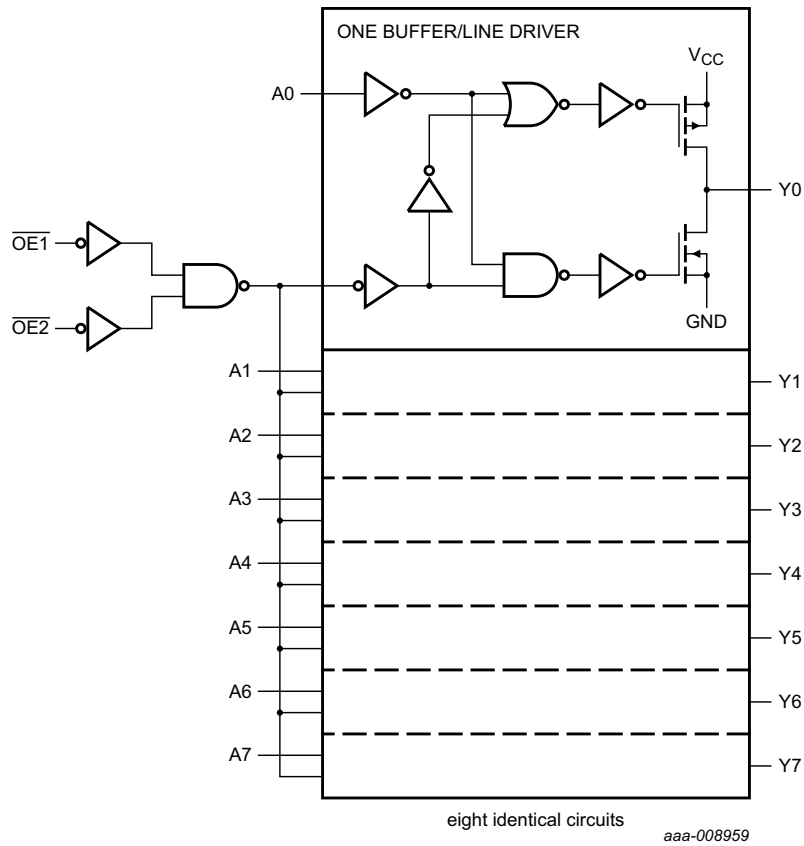 ONE BUFFER/LINE DRIVER
VCC
A0
Y0
OE1
OE2
GND
A1
Y1
A2
Y2
A3
Y3
A4
Y4
A5
Y5
A6
Y6
A7
Y7
eight identical circuits
aaa-008959